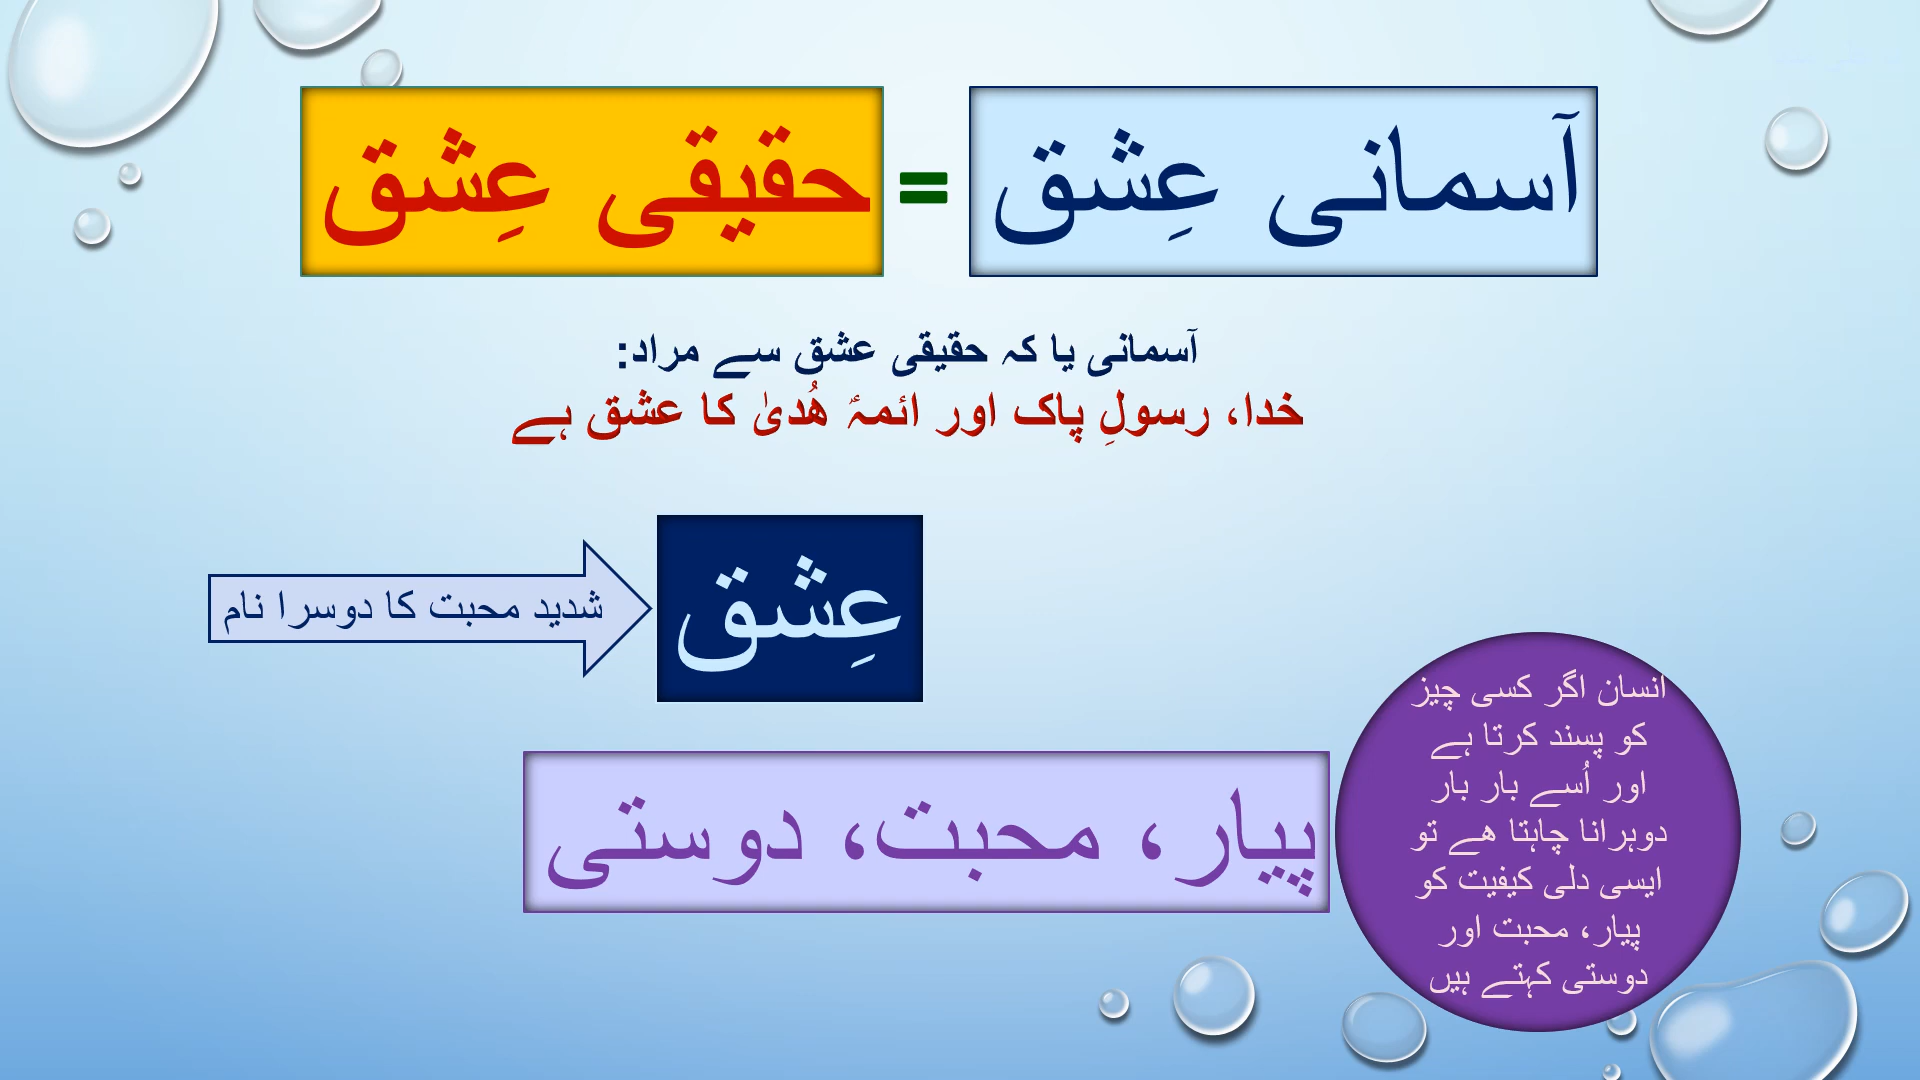 آسمانی عِشق = حقیقی عِشق
آسمانی یا کہ حقیقی عشق سے مراد:
خدا، رسولِ پاک اور ائمہؑ ھُدیٰ کا عشق ہے
عِشق
شدید محبت کا دوسرا نام
پیار، محبت، دوستی
انسان اگر کسی چیز
کو پسند کرتا ہے
اور اُسے بار بار
دوہرانا چاہتا ھے تو
ایسی دلی کیفیت کو
پیار، محبت اور
دوستی کہتے ہیں